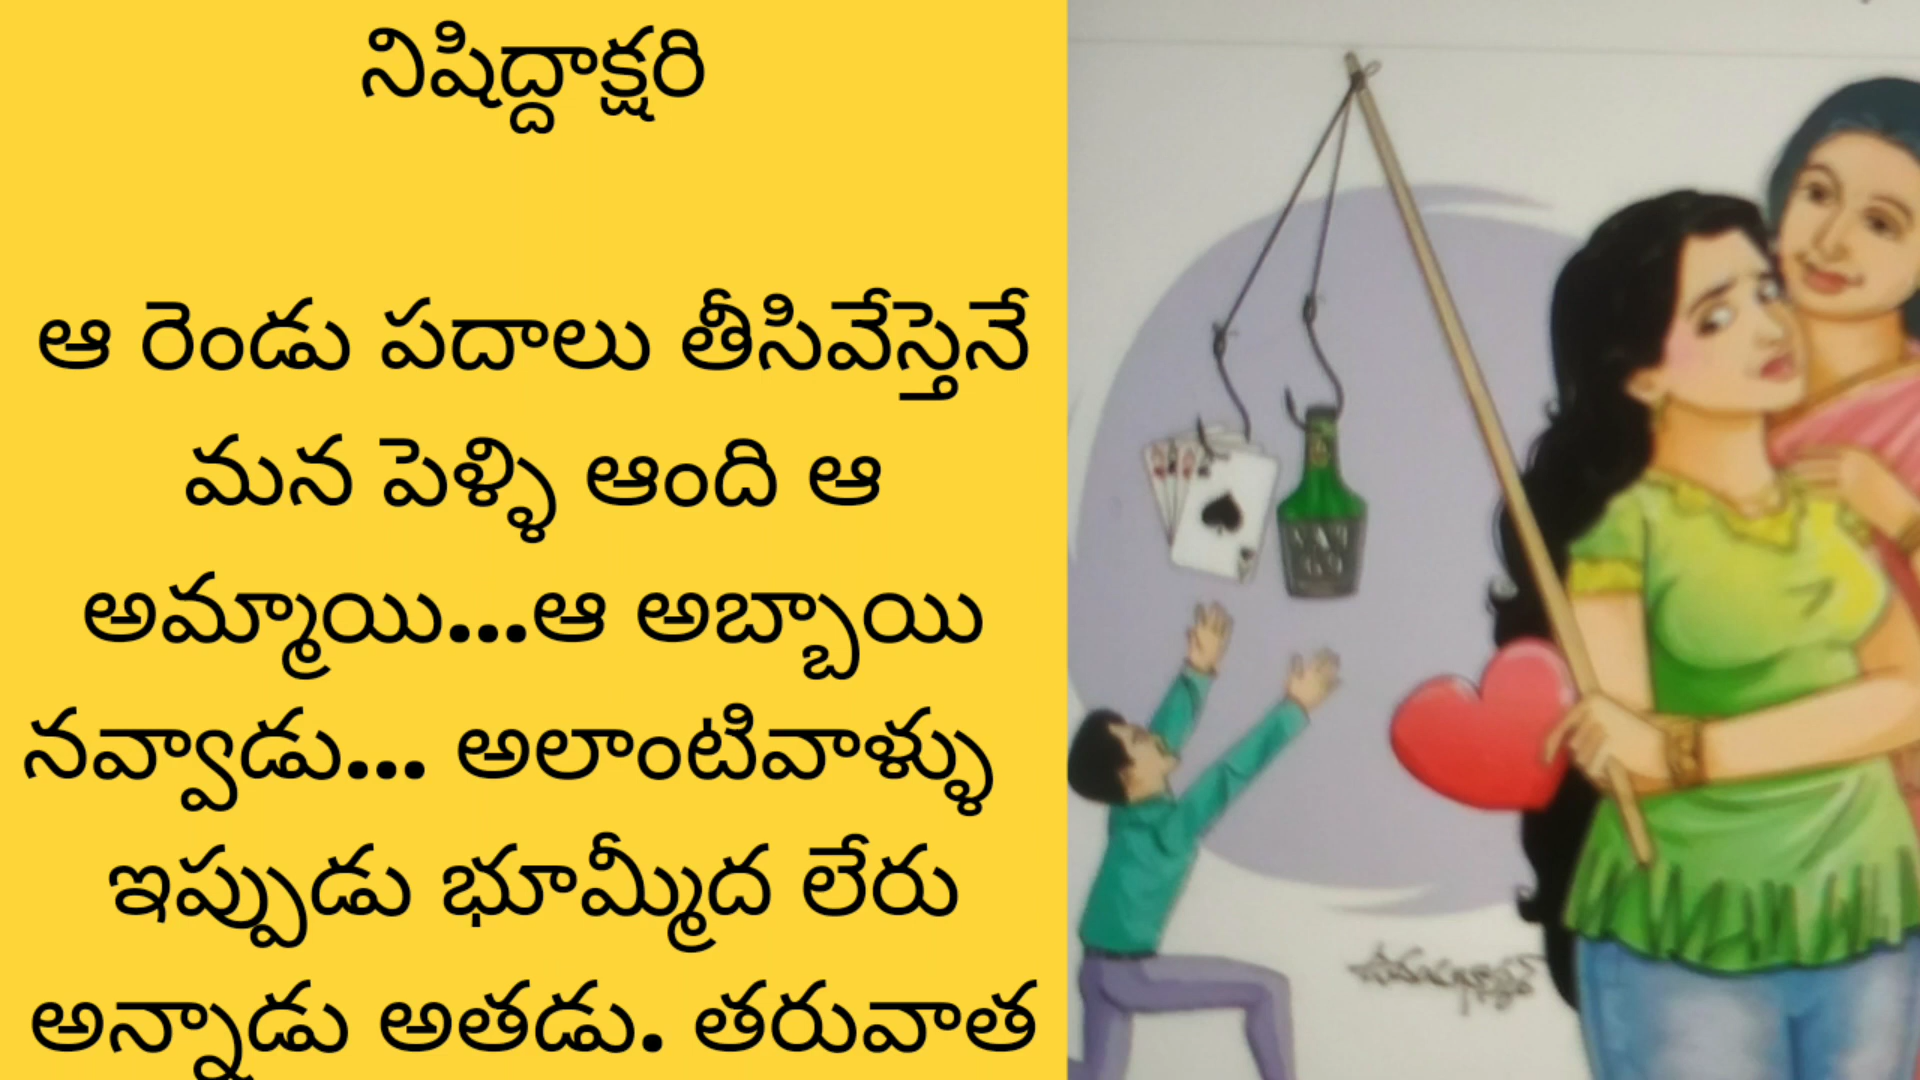 నిషిద్దాక్షరి
ఆ రెండు పదాలు తీసివేస్తెనే
మన పెళ్ళి ఆంది ఆ
అమ్మాయి...ఆ అబ్బాయి
నవ్వాడు... అలాంటివాళ్ళు
ఇప్పుడు భూమ్మీద లేరు
అన్నాడు అతడు. తరువాత